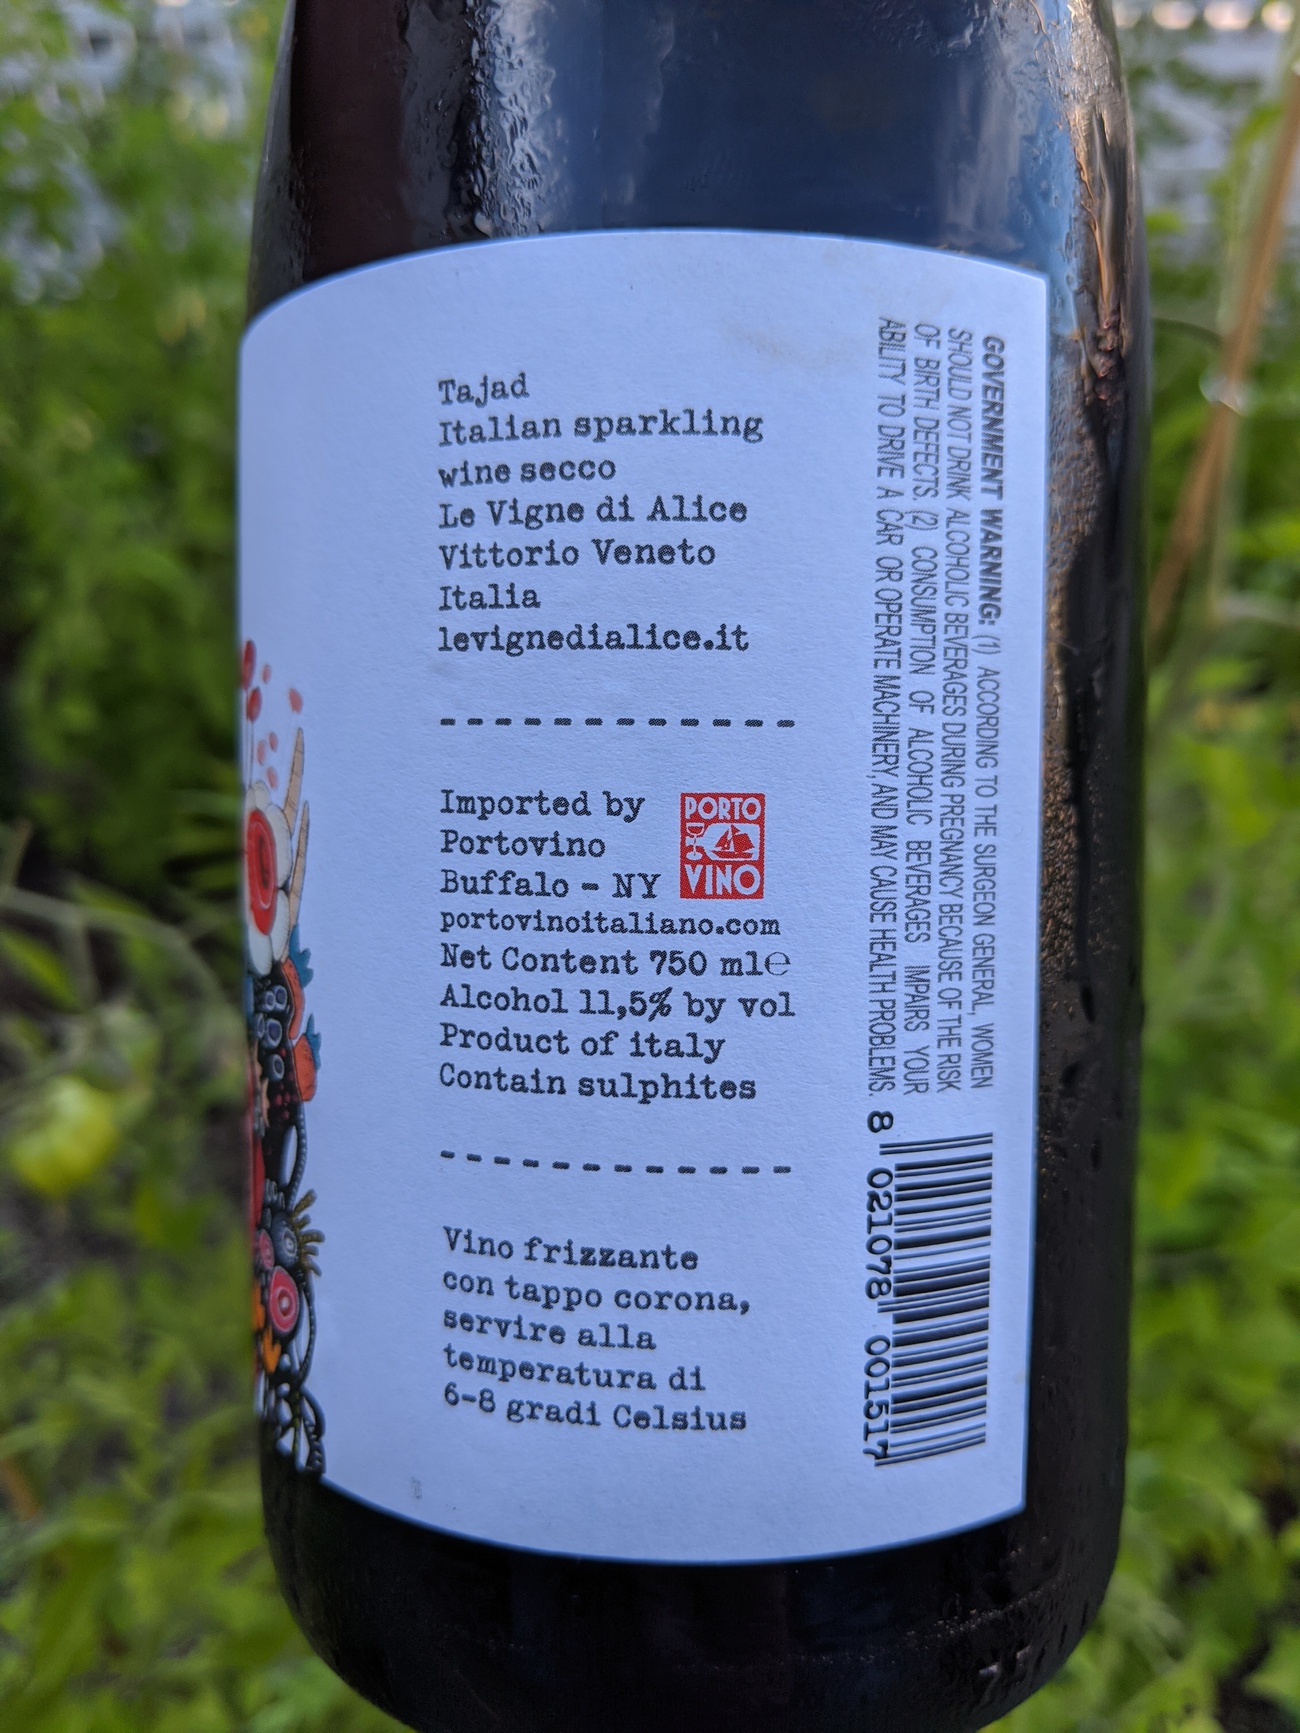 Tajad
Italian sparkling
wine secco
Le Vigne di Alice
Vittorio Veneto
Italia
levignedialice.it
Imported by
Portovino
Buffalo - NY
PORTO
VINO
portovinoitaliano.com
Net Content 750 ml℮
Alcohol 11,5% by vol
Product of italy
Contain sulphites
Vino frizzante
con tappo corona,
servire alla
temperatura di
6-8 gradi Celsius
GOVERNMENT WARNING: (1) ACCORDING TO THE SURGEON GENERAL, WOMEN
SHOULD NOT DRINK ALCOHOLIC BEVERAGES DURING PREGNANCY BECAUSE OF THE RISK
OF BIRTH DEFECTS. (2) CONSUMPTION OF ALCOHOLIC BEVERAGES IMPAIRS YOUR
ABILITY TO DRIVE A CAR OR OPERATE MACHINERY, AND MAY CAUSE HEALTH PROBLEMS.
8 021078 001517